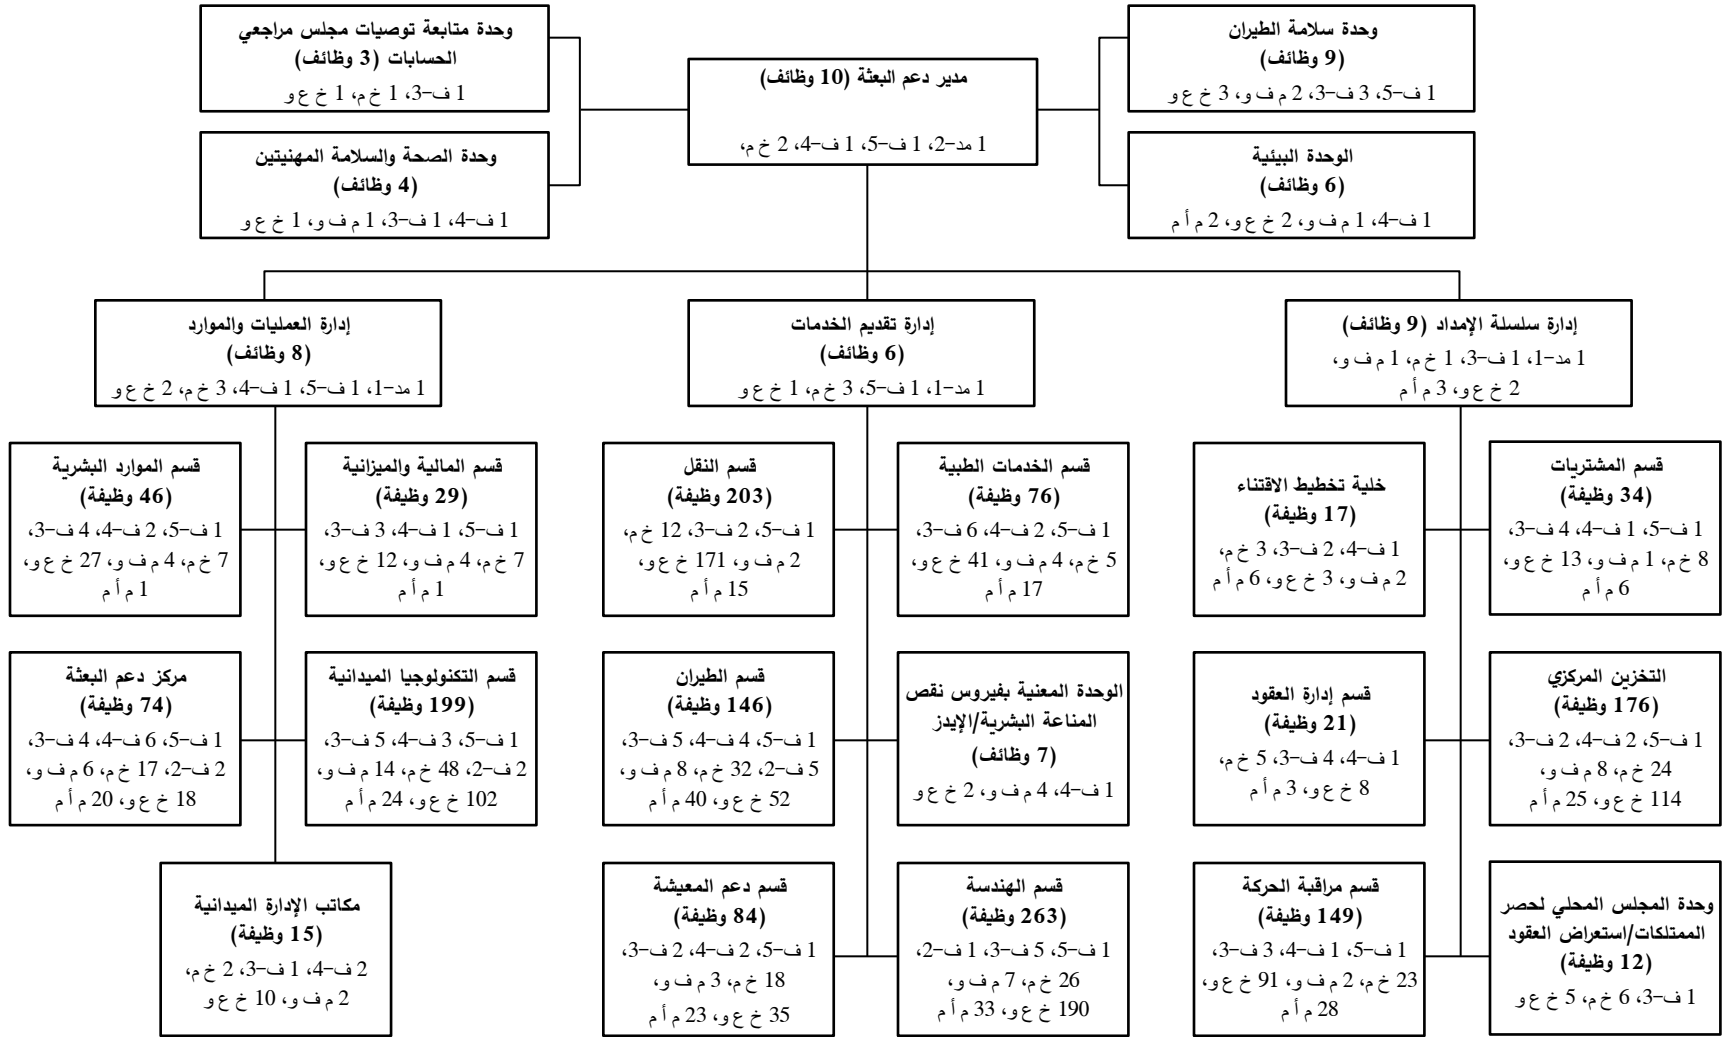 وحدة سلامة الطيران
(9 وظائف)
1 ف-5، 3 ف-3، 2 م ف و، 3 خ ع و
الوحدة البيئية
(6 وظائف)
1 ف-4، 1 م ف و، 2 خ ع و، 2 م أ م
مدير دعم البعثة (10 وظائف)
1 مد-2، 1 ف-5، 1 ف-4، 2 خ م،
وحدة متابعة توصيات مجلس مراجعي
الحسابات (3 وظائف)
1 ف-3، 1 خ م، 1 خ ع و
وحدة الصحة والسلامة المهنيتين
(4 وظائف)
1 ف-4، 1 ف-3، 1 م ف و، 1 خ ع و
إدارة سلسلة الإمداد (9 وظائف)
1 مد-1، 1 ف-3، 1 خ م، 1 م ف و،
2 خ ع و، 3 م أ م
إدارة تقديم الخدمات
(6 وظائف)
1 مد-1، 1 ف-5، 3 خ م، 1 خ ع و
إدارة العمليات والموارد
(8 وظائف)
1 مد-1، 1 ف-5، 1 ف-4، 3 خ م، 2 خ ع و
قسم المشتريات
(34 وظيفة)
1 ف-5، 1 ف-4، 4 ف-3،
8 خ م، 1 م ف و، 13 خ ع و،
6 م أ م
خلية تخطيط الاقتناء
(17 وظيفة)
1 ف-4، 2 ف-3، 3 خ م،
2 م ف و، 3 خ ع و، 6 م أ م
التخزين المركزي
(176 وظيفة)
1 ف-5، 2 ف-4، 2 ف-3،
24 خ م، 8 م ف و،
114 خ ع و، 25 م أ م
قسم إدارة العقود
(21 وظيفة)
1 ف-4، 4 ف-3، 5 خ م،
8 خ ع و، 3 م أ م
وحدة المجلس المحلي لحصر
الممتلكات/استعراض العقود
(12 وظيفة)
1 ف-3، 6 خ م، 5 خ ع و
قسم مراقبة الحركة
(149 وظيفة)
1 ف-5، 1 ف-4، 3 ف-3،
23 خ م، 2 م ف و، 91 خ ع و،
28 م أ م
قسم الخدمات الطبية
(76 وظيفة)
1 ف-5، 2 ف-4، 6 ف-3،
5 خ م، 4 م ف و، 41 خ ع و،
17 م أ م
قسم النقل
(203 وظيفة)
1 ف-5، 2 ف-3، 12 خ م،
2 م ف و، 171 خ ع و،
15 م أ م
الوحدة المعنية بفيروس نقص
المناعة البشرية/الإيدز
(7 وظائف)
1 ف-4، 4 م ف و، 2 خ ع و
قسم الطيران
(146 وظيفة)
1 ف-5، 4 ف-4، 5 ف-3،
5 ف-2، 32 خ م، 8 م ف و،
52 خ ع و، 40 م أ م
قسم الهندسة
(263 وظيفة)
1 ف-5، 5 ف-3، 1 ف-2،
26 خ م، 7 م ف و،
190 خ ع و، 33 م أ م
قسم دعم المعيشة
(84 وظيفة)
1 ف-5، 2 ف-4، 2 ف-3،
18 خ م، 3 م ف و،
35 خ ع و، 23 م أ م
قسم المالية والميزانية
(29 وظيفة)
1 ف-5، 1 ف-4، 3 ف-3،
7 خ م، 4 م ف و، 12 خ ع و،
1 م أ م
قسم الموارد البشرية
(46 وظيفة)
1 ف-5، 2 ف-4، 4 ف-3،
7 خ م، 4 م ف و، 27 خ ع و،
1 م أ م
قسم التكنولوجيا الميدانية
(199 وظيفة)
1 ف-5، 3 ف-4، 5 ف-3،
2 ف-2، 48 خ م، 14 م ف و،
102 خ ع و، 24 م أ م
مركز دعم البعثة
(74 وظيفة)
1 ف-5، 6 ف-4، 4 ف-3،
2 ف-2، 17 خ م، 6 م ف و،
18 خ ع و، 20 م أ م
مكاتب الإدارة الميدانية
(15 وظيفة)
2 ف-4، 1 ف-3، 2 خ م،
2 م ف و، 10 خ ع و